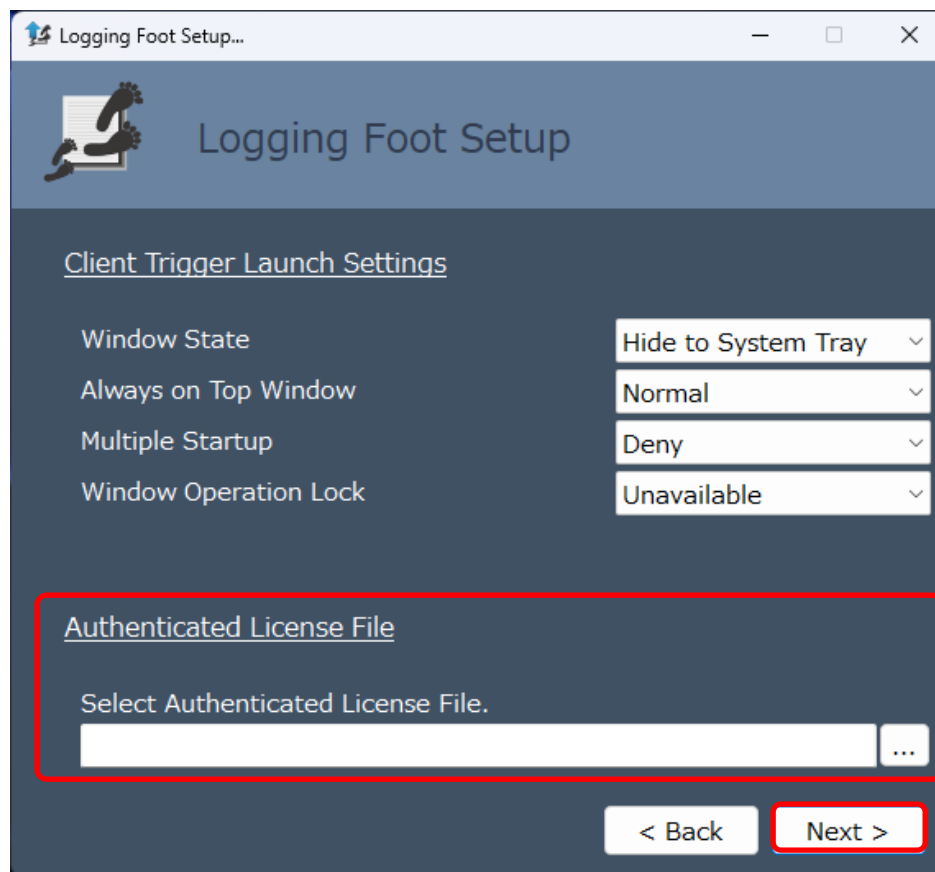 Logging Foot Setup...
Logging Foot Setup
Client Trigger Launch Settings
Window State
Hide to System Tray
Always on Top Window
Normal
Multiple Startup
Deny
Window Operation Lock
Unavailable
Authenticated License File
Select Authenticated License File.
...
< Back
Next >